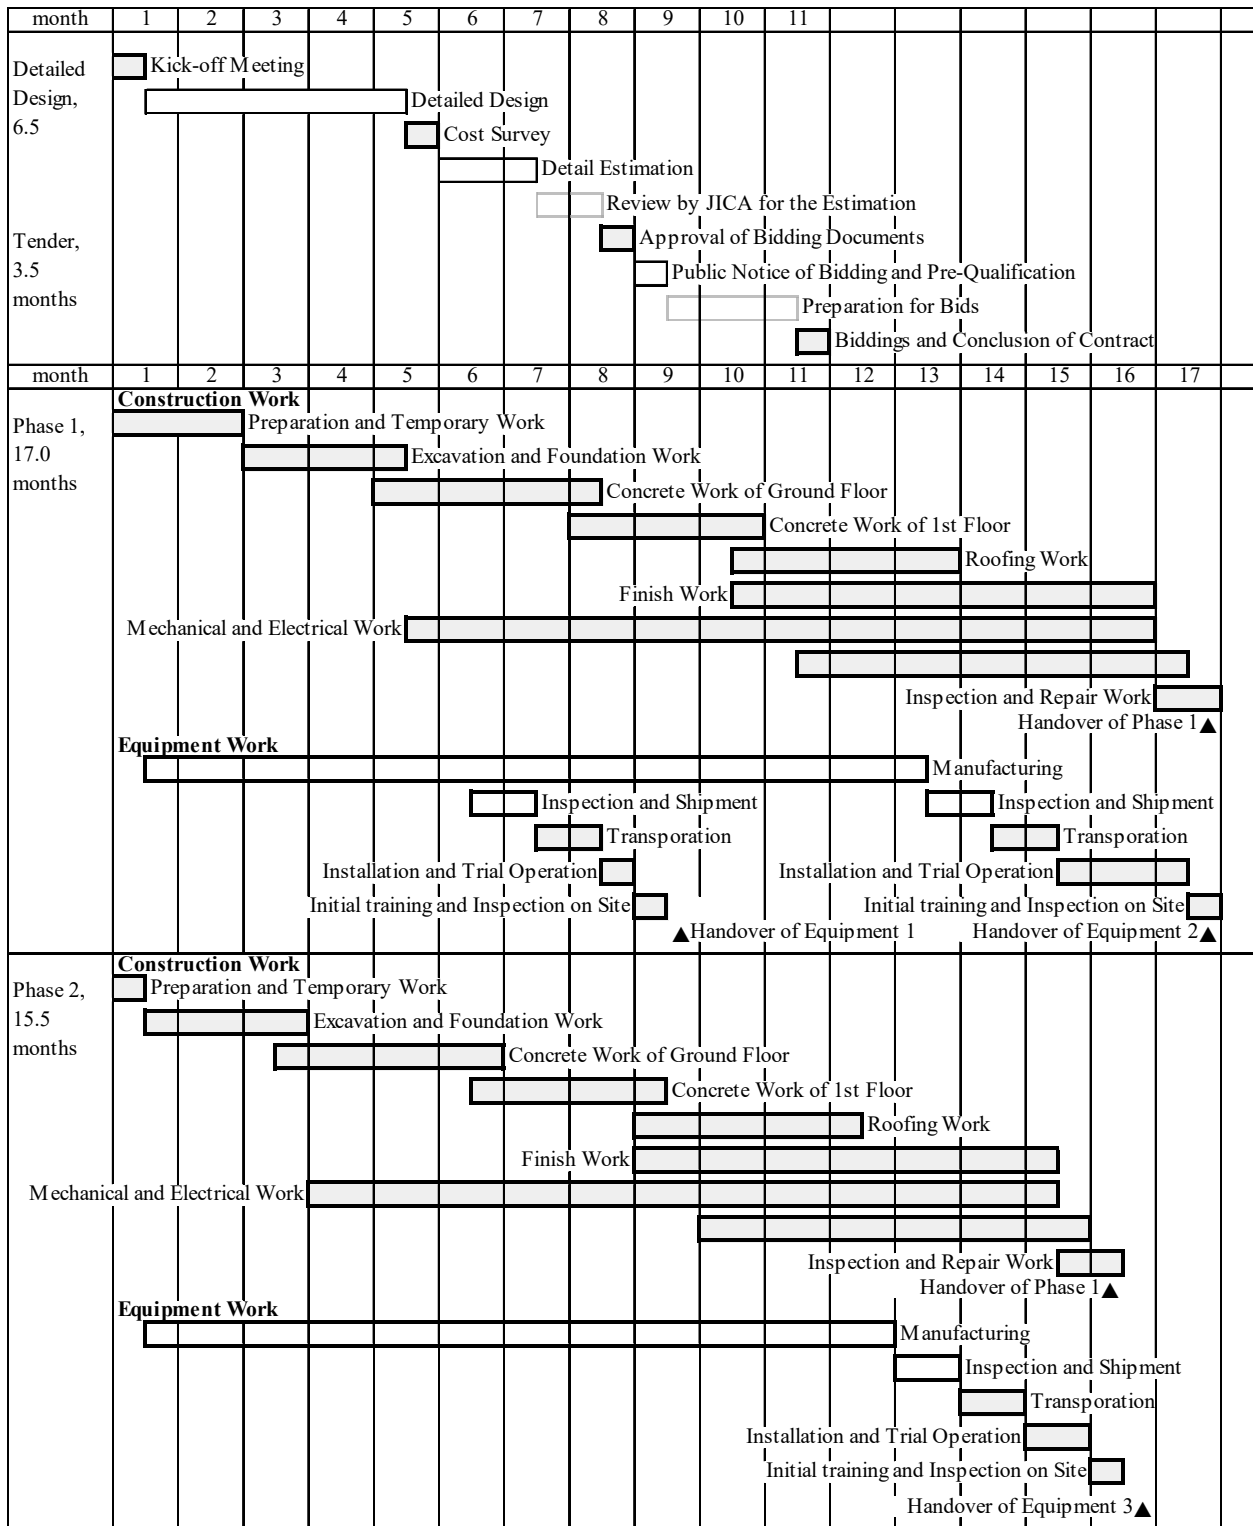 month 1 2 3 4 5 6 7 8 9 10 11
Detailed
Design,
6.5
Kick-off Meeting
Detailed Design
Cost Survey
Detail Estimation
Review by JICA for the Estimation
Tender,
3.5
months
Approval of Bidding Documents
Public Notice of Bidding and Pre-Qualification
Preparation for Bids
Biddings and Conclusion of Contract
month 1 2 3 4 5 6 7 8 9 10 11 12 13 14 15 16 17
Phase 1,
17.0
months
Construction Work
Preparation and Temporary Work
Excavation and Foundation Work
Concrete Work of Ground Floor
Concrete Work of 1st Floor
Roofing Work
Finish Work
Mechanical and Electrical Work
Inspection and Repair Work
Handover of Phase 1▲
Equipment Work
Manufacturing
Inspection and Shipment Inspection and Shipment
Transporation Transporation
Installation and Trial Operation Installation and Trial Operation
Initial training and Inspection on Site Initial training and Inspection on Site
▲Handover of Equipment 1 Handover of Equipment 2▲
Phase 2,
15.5
months
Construction Work
Preparation and Temporary Work
Excavation and Foundation Work
Concrete Work of Ground Floor
Concrete Work of 1st Floor
Roofing Work
Finish Work
Mechanical and Electrical Work
Inspection and Repair Work
Handover of Phase 1▲
Equipment Work
Manufacturing
Inspection and Shipment
Transporation
Installation and Trial Operation
Initial training and Inspection on Site
Handover of Equipment 3▲